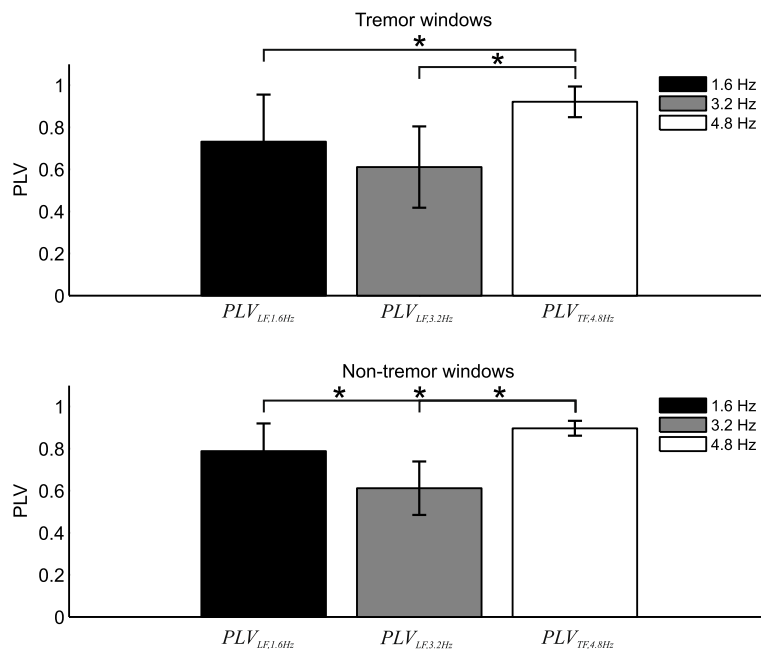 Tremor windows
* *
1
0.8
0.6
0.4
0.2
0
PLV
1.6 Hz
3.2 Hz
4.8 Hz
PLV_LF,1.6Hz PLV_LF,3.2Hz PLV_TF,4.8Hz
Non-tremor windows
* * *
1
0.8
0.6
0.4
0.2
0
PLV
1.6 Hz
3.2 Hz
4.8 Hz
PLV_LF,1.6Hz PLV_LF,3.2Hz PLV_TF,4.8Hz